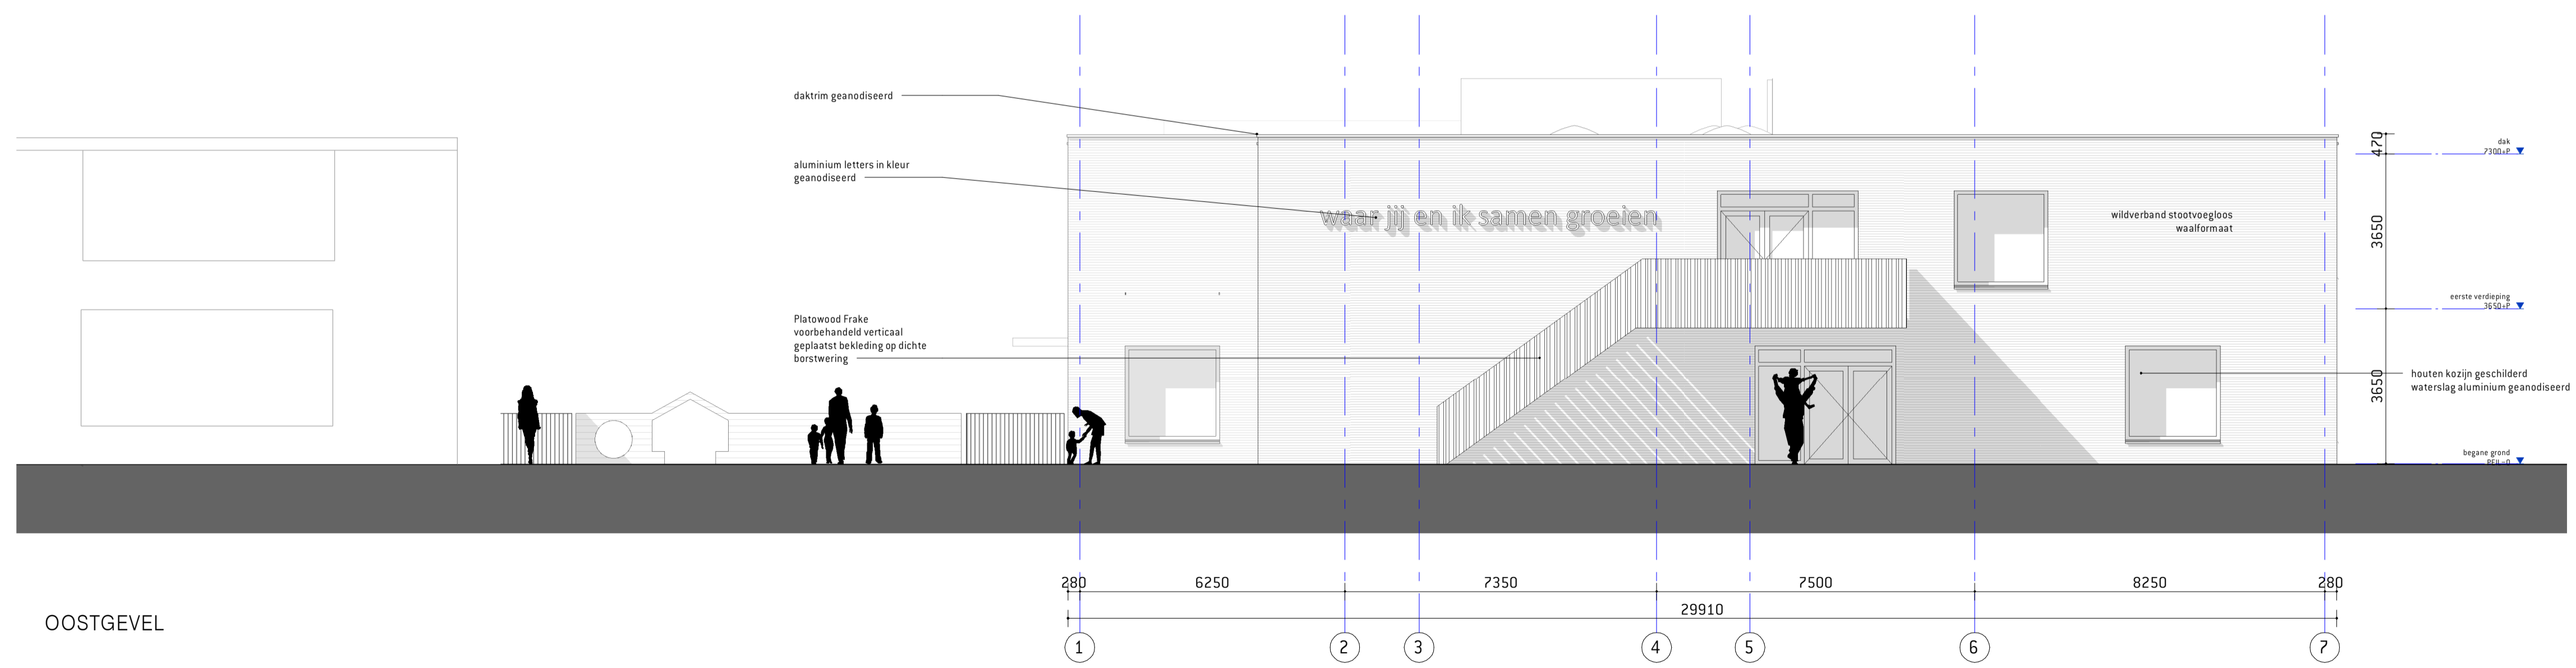 daktrim geanodiseerd
aluminium letters in kleur
geanodiseerd
waar jij en ik samen groeien
wildverband stootvoegloos
waalformaat
Platowood Frake
voorbehandeld verticaal
geplaatst bekleding op dichte
borstwering
houten kozijn geschilderd
waterslag aluminium geanodiseerd
470
dak
7300+P
3650
eerste verdieping
3650+P
3650
begane grond
PEIL=0
280
6250
7350
7500
8250
280
29910
OOSTGEVEL
1
2
3
4
5
6
7